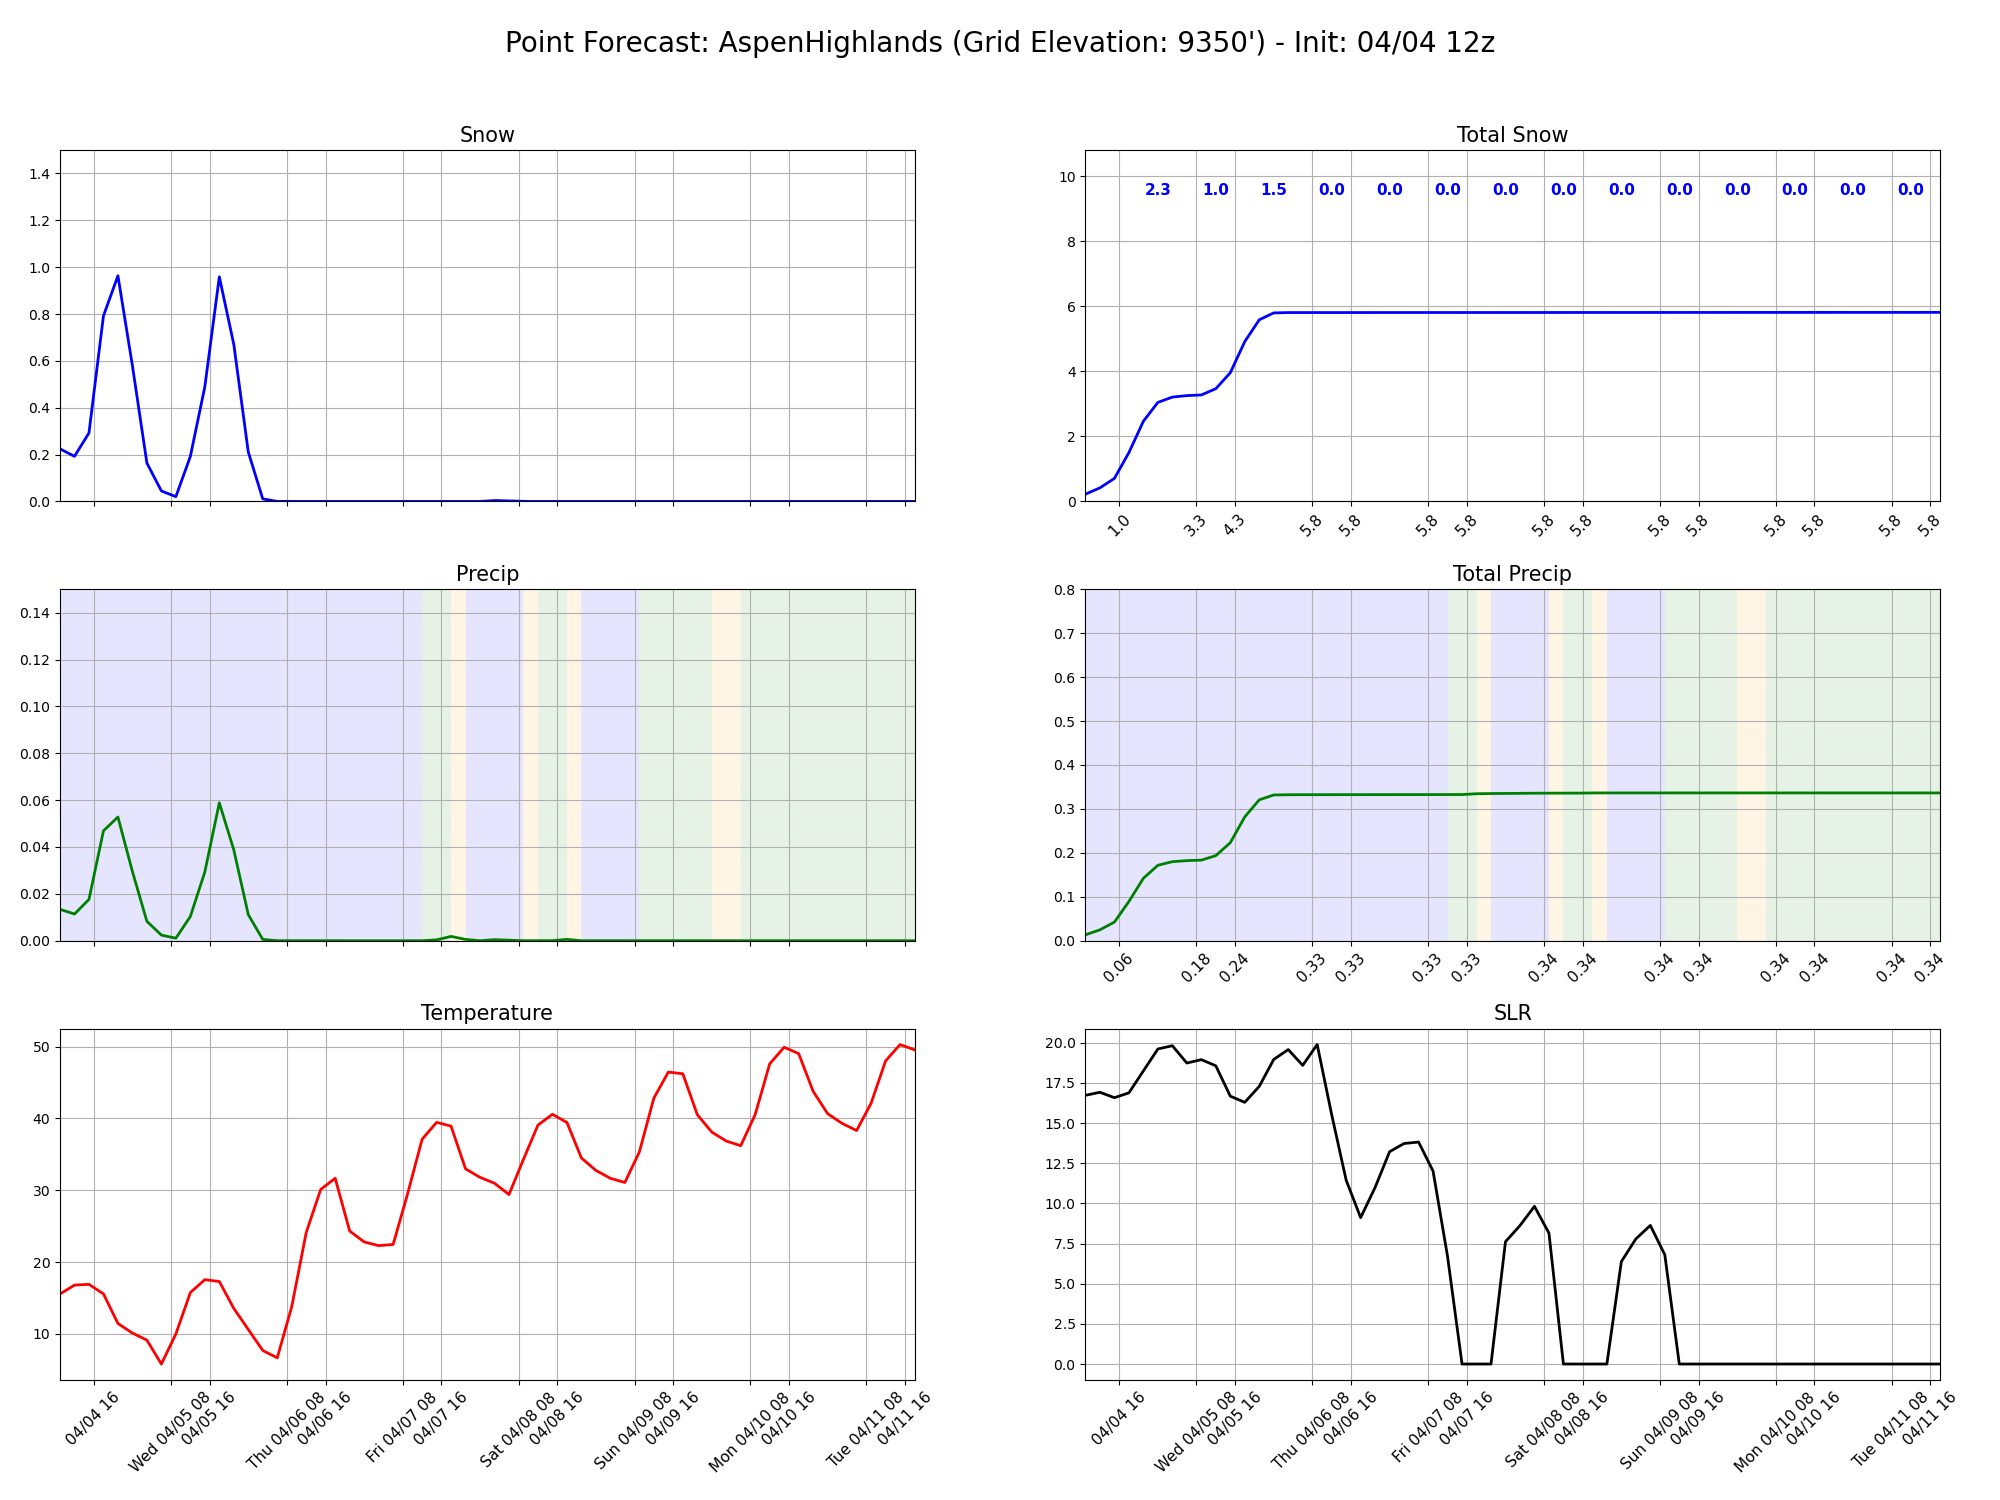 Point Forecast: AspenHighlands (Grid Elevation: 9350') - Init: 04/04 12z
Snow
1.4
1.2
1.0
0.8
0.6
0.4
0.2
0.0
Total Snow
10
8
6
4
2
0
2.3 1.0 1.5 0.0 0.0 0.0 0.0 0.0 0.0 0.0 0.0 0.0 0.0 0.0
1.0 3.3 4.3 5.8 5.8 5.8 5.8 5.8 5.8 5.8 5.8 5.8 5.8 5.8 5.8
Precip
0.14
0.12
0.10
0.08
0.06
0.04
0.02
0.00
Total Precip
0.8
0.7
0.6
0.5
0.4
0.3
0.2
0.1
0.0
0.06 0.18 0.24 0.33 0.33 0.33 0.33 0.34 0.34 0.34 0.34 0.34 0.34 0.34 0.34
Temperature
50
40
30
20
10
04/04 16
Wed 04/05 08
04/05 16
Thu 04/06 08
04/06 16
Fri 04/07 08
04/07 16
Sat 04/08 08
04/08 16
Sun 04/09 08
04/09 16
Mon 04/10 08
04/10 16
Tue 04/11 08
04/11 16
SLR
20.0
17.5
15.0
12.5
10.0
7.5
5.0
2.5
0.0
04/04 16
Wed 04/05 08
04/05 16
Thu 04/06 08
04/06 16
Fri 04/07 08
04/07 16
Sat 04/08 08
04/08 16
Sun 04/09 08
04/09 16
Mon 04/10 08
04/10 16
Tue 04/11 08
04/11 16